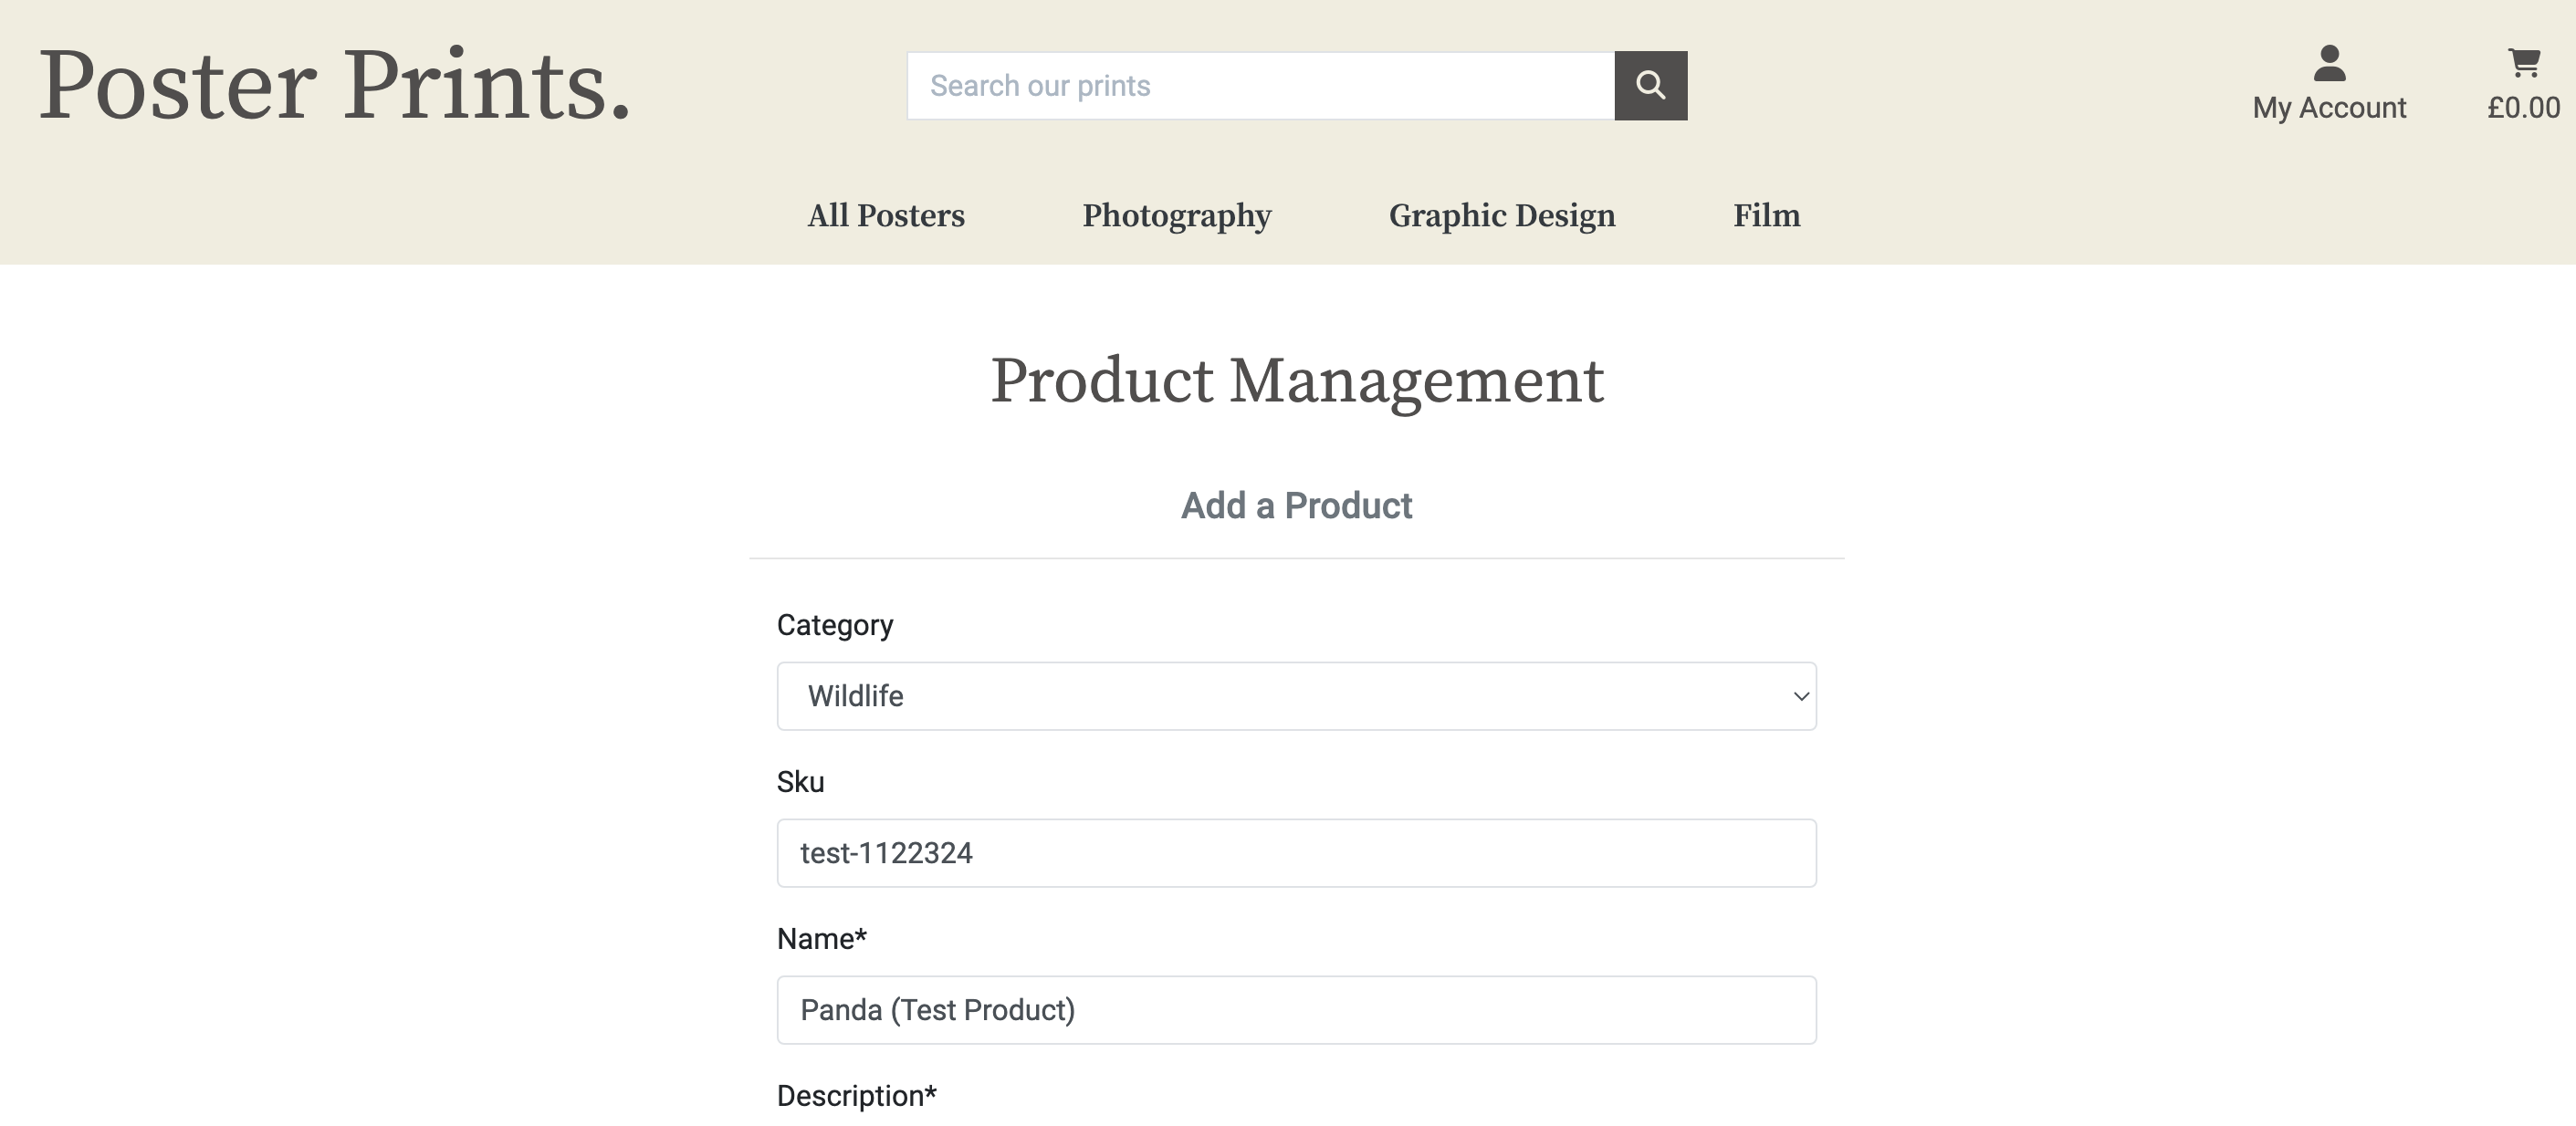 Poster Prints.
Search our prints
My Account
£0.00
All Posters Photography Graphic Design Film
Product Management
Add a Product
Category
Wildlife
Sku
test-1122324
Name*
Panda (Test Product)
Description*